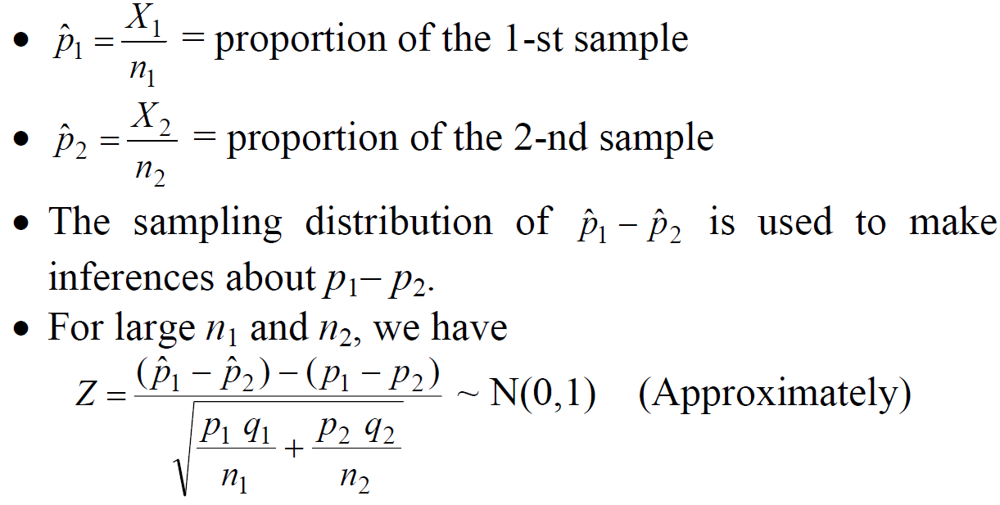 • p̂₁ = X₁/n₁ = proportion of the 1-st sample
• p̂₂ = X₂/n₂ = proportion of the 2-nd sample
• The sampling distribution of p̂₁ − p̂₂ is used to make
inferences about p₁− p₂.
• For large n₁ and n₂, we have
Z = ((p̂₁ − p̂₂) − (p₁ − p₂)) / √(p₁ q₁/n₁ + p₂ q₂/n₂) ~ N(0,1) (Approximately)